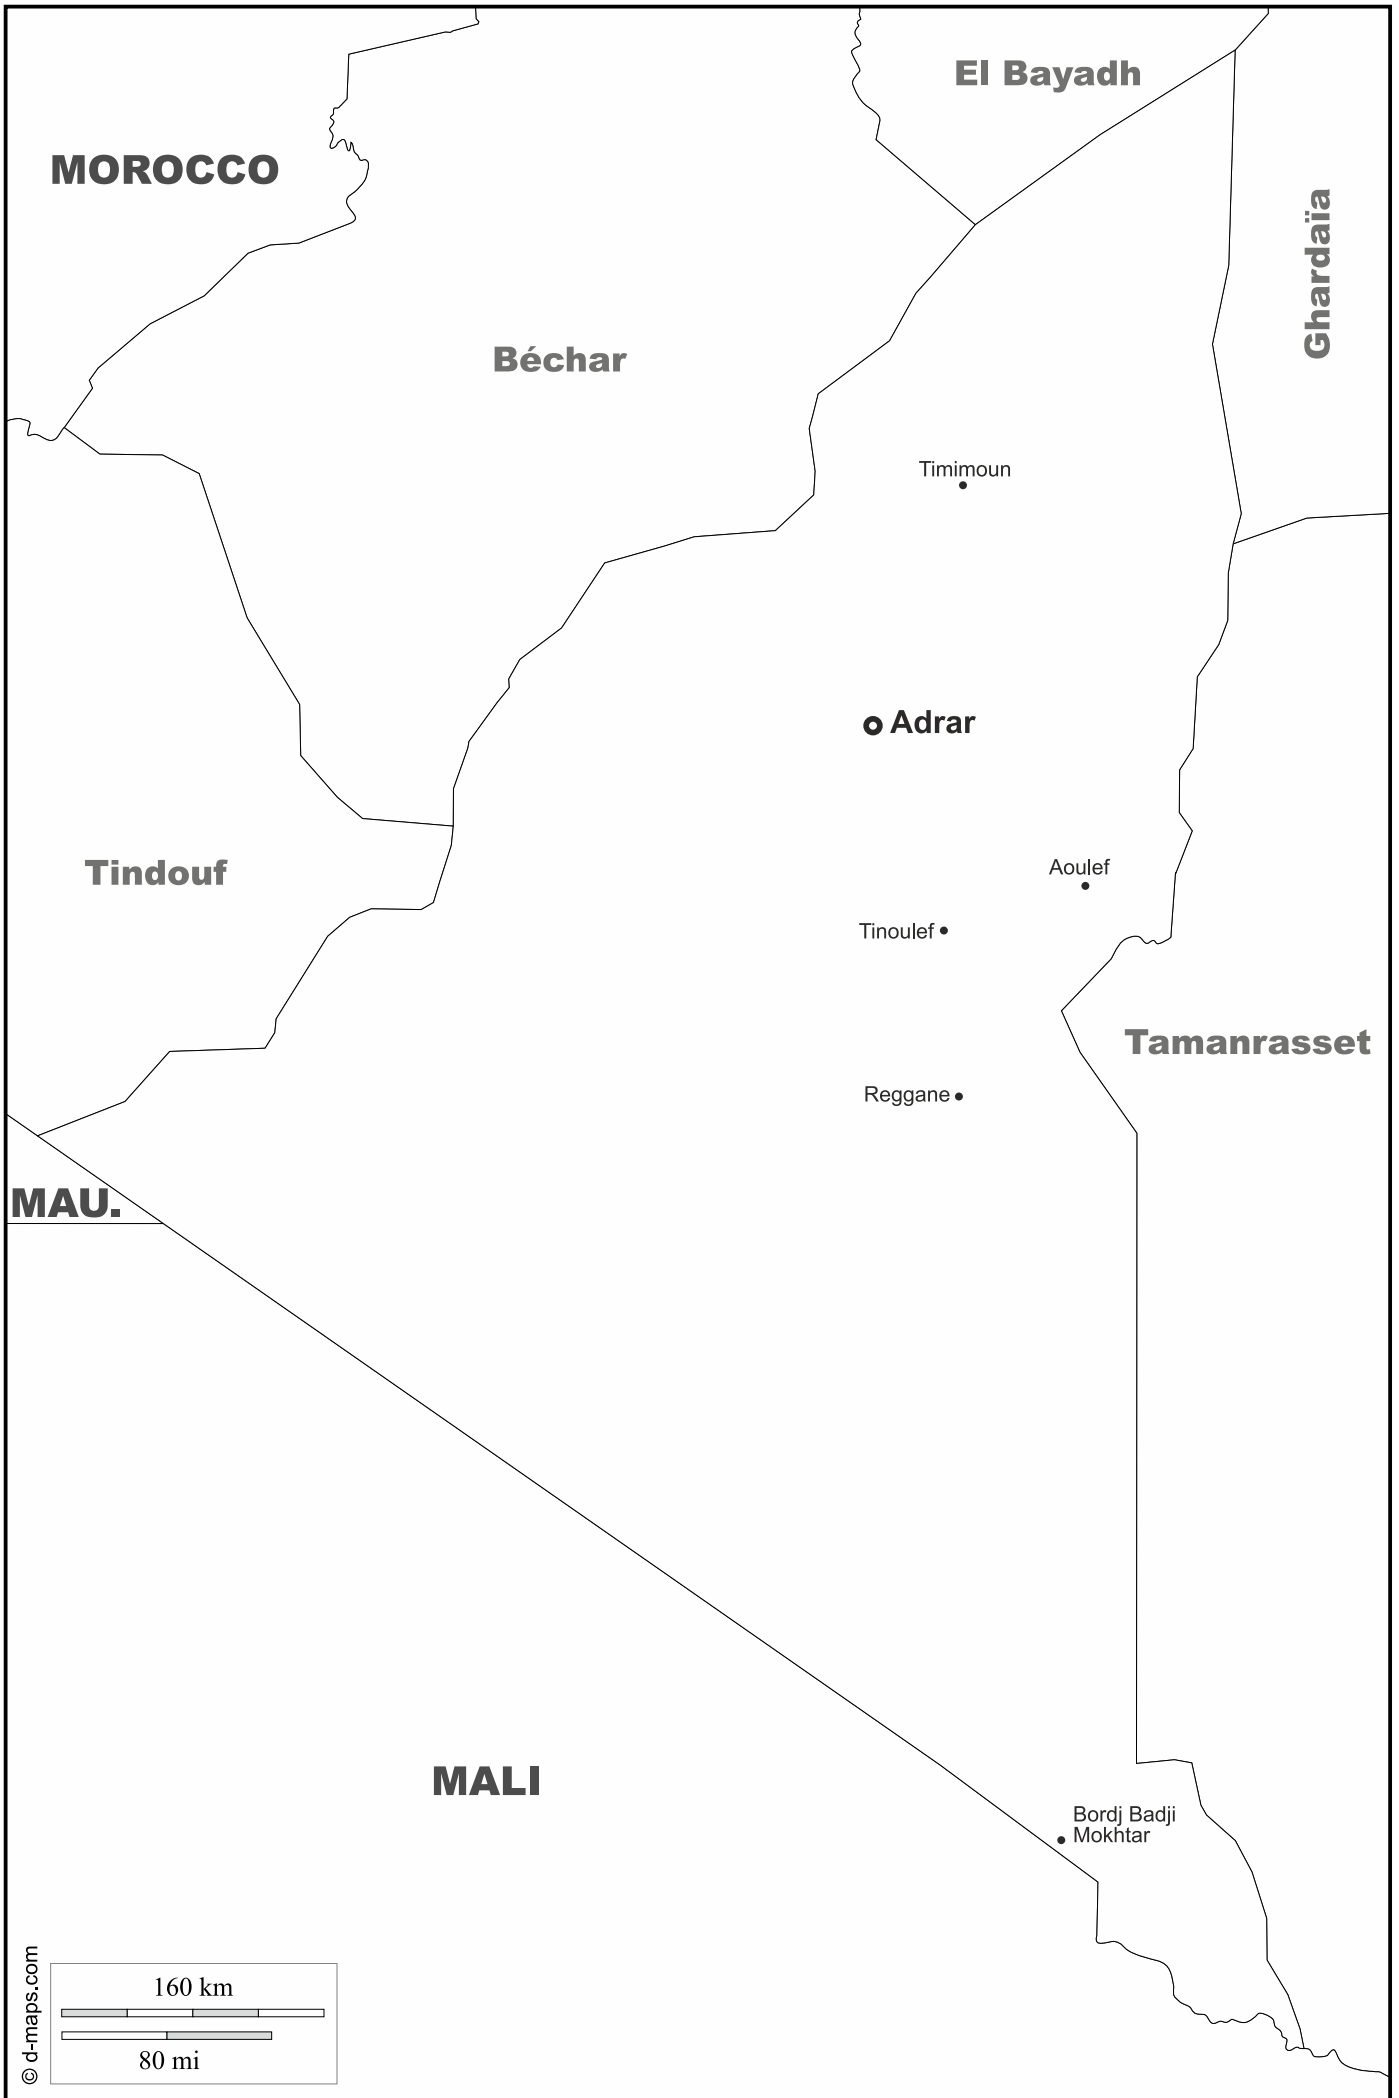 El Bayadh
MOROCCO
Ghardaïa
Béchar
Timimoun
Adrar
Aoulef
Tindouf
Tinoulef
Tamanrasset
Reggane
MAU.
MALI
Bordj Badji
Mokhtar
160 km
80 mi
© d-maps.com